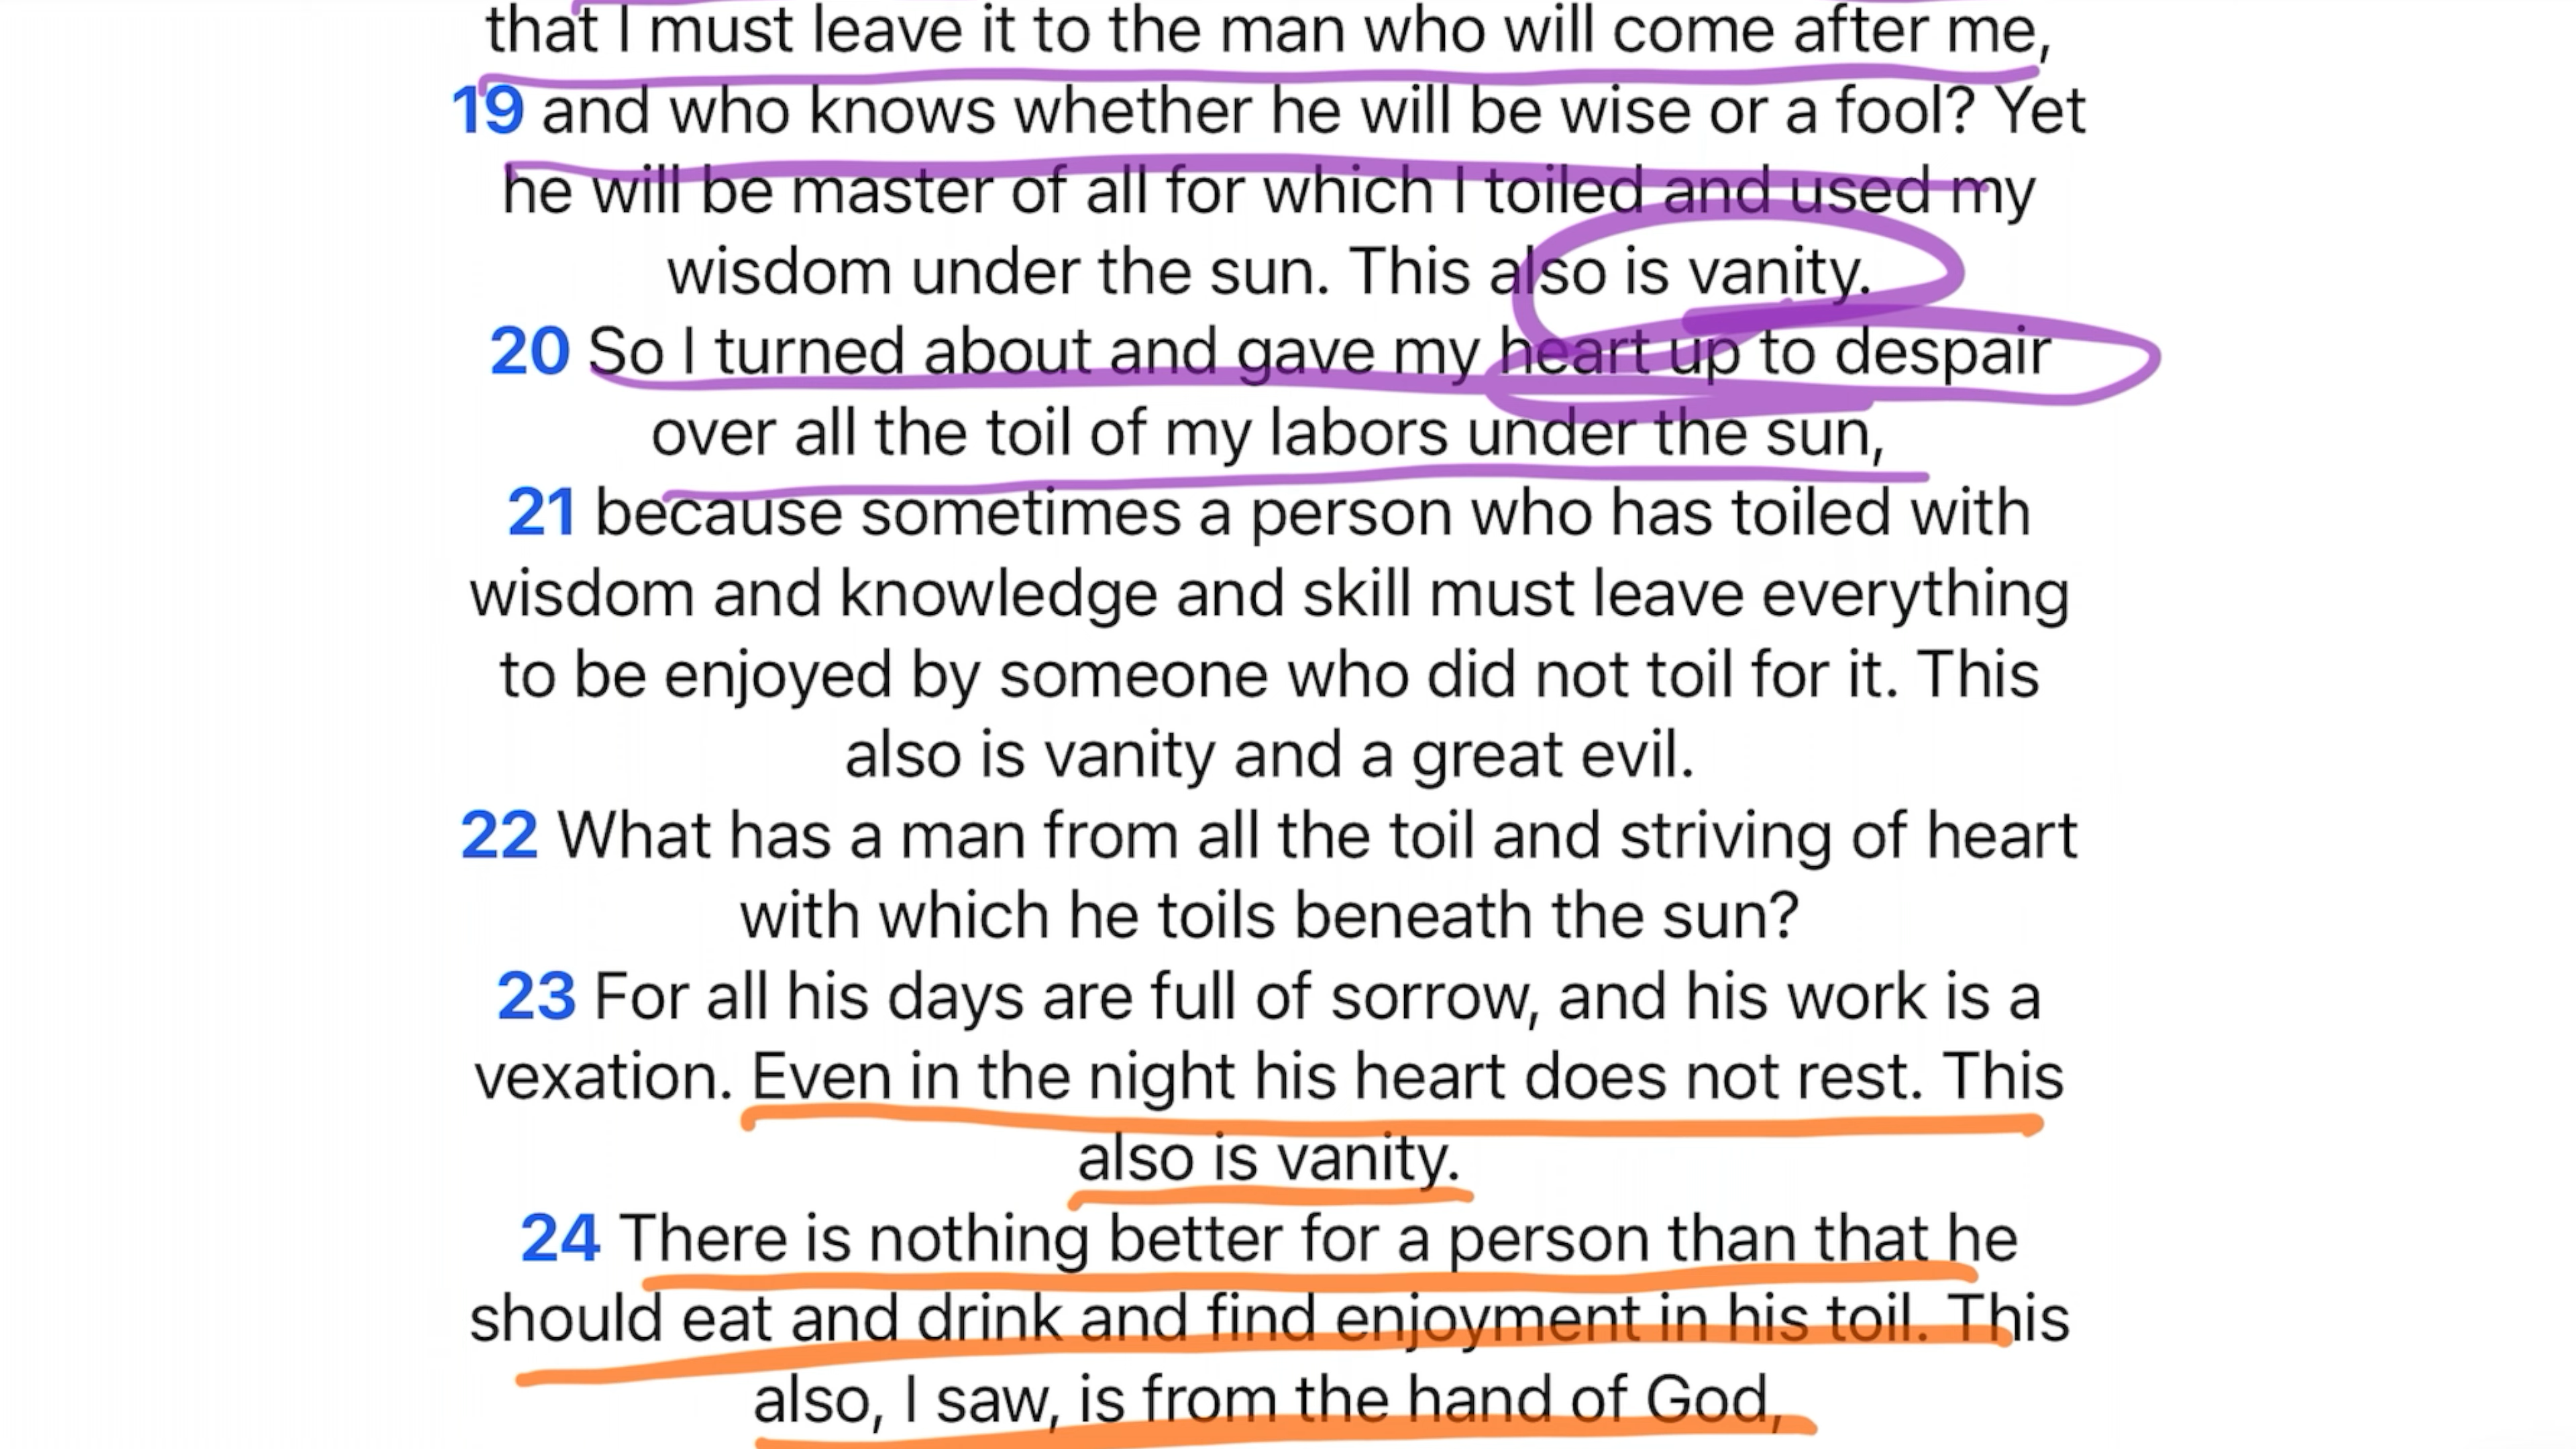 that I must leave it to the man who will come after me,
19 and who knows whether he will be wise or a fool? Yet
he will be master of all for which I toiled and used my
wisdom under the sun. This also is vanity.
20 So I turned about and gave my heart up to despair
over all the toil of my labors under the sun,
21 because sometimes a person who has toiled with
wisdom and knowledge and skill must leave everything
to be enjoyed by someone who did not toil for it. This
also is vanity and a great evil.
22 What has a man from all the toil and striving of heart
with which he toils beneath the sun?
23 For all his days are full of sorrow, and his work is a
vexation. Even in the night his heart does not rest. This
also is vanity.
24 There is nothing better for a person than that he
should eat and drink and find enjoyment in his toil. This
also, I saw, is from the hand of God,